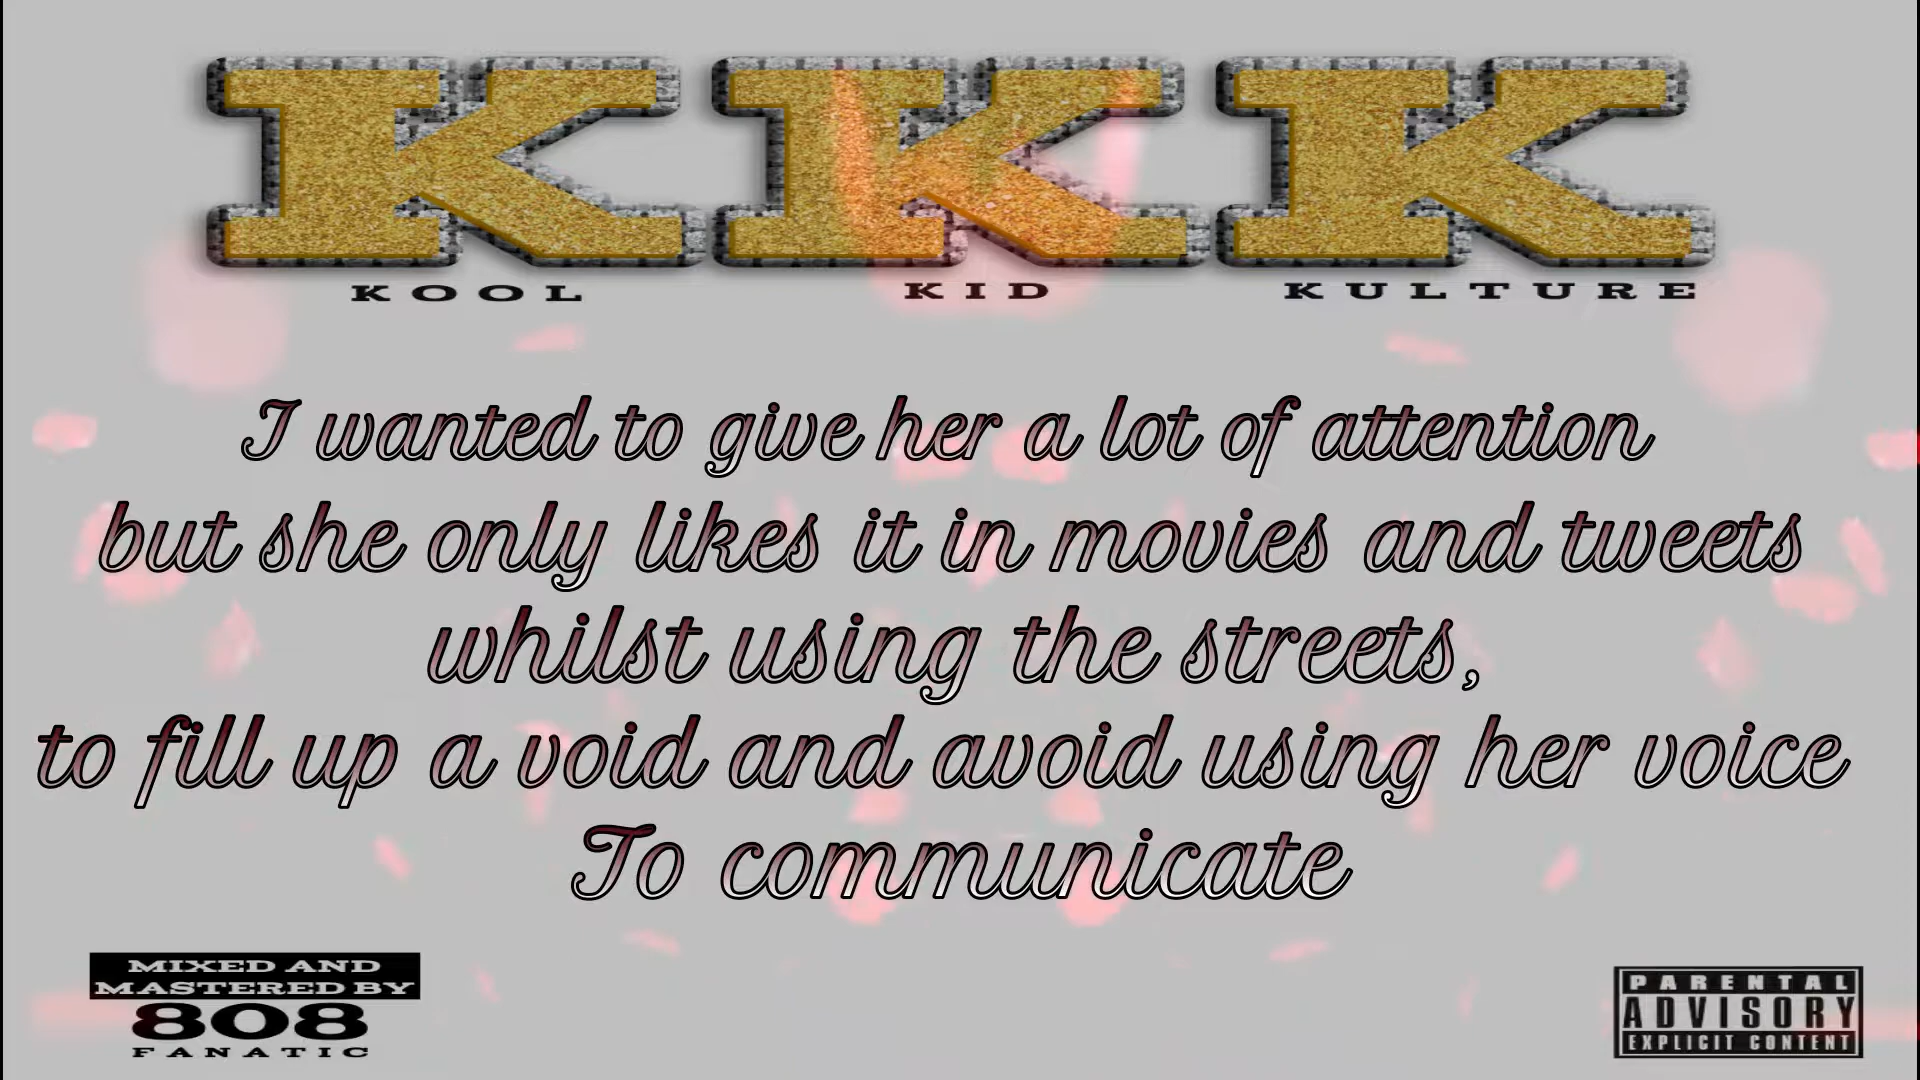 KKK
KOOL KID KULTURE
I wanted to give her a lot of attention
but she only likes it in movies and tweets
whilst using the streets,
to fill up a void and avoid using her voice
To communicate
MIXED AND
MASTERED BY
808
FANATIC
PARENTAL
ADVISORY
EXPLICIT CONTENT